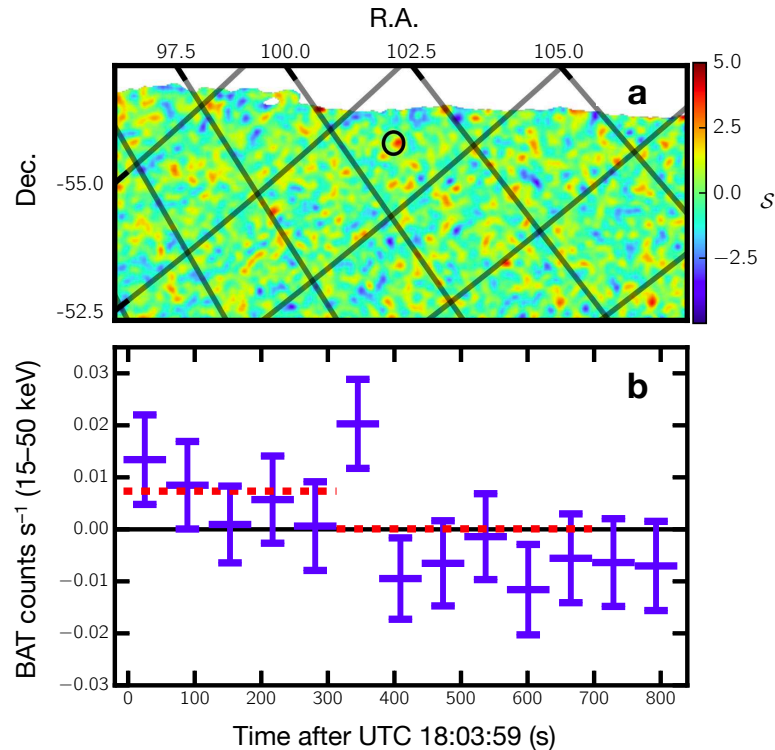 R.A.
97.5 100.0 102.5 105.0
a
5.0
2.5
0.0
−2.5
S
Dec.
-55.0
-52.5
b
BAT counts s⁻¹ (15–50 keV)
0.03
0.02
0.01
0.00
−0.01
−0.02
−0.03
0 100 200 300 400 500 600 700 800
Time after UTC 18:03:59 (s)